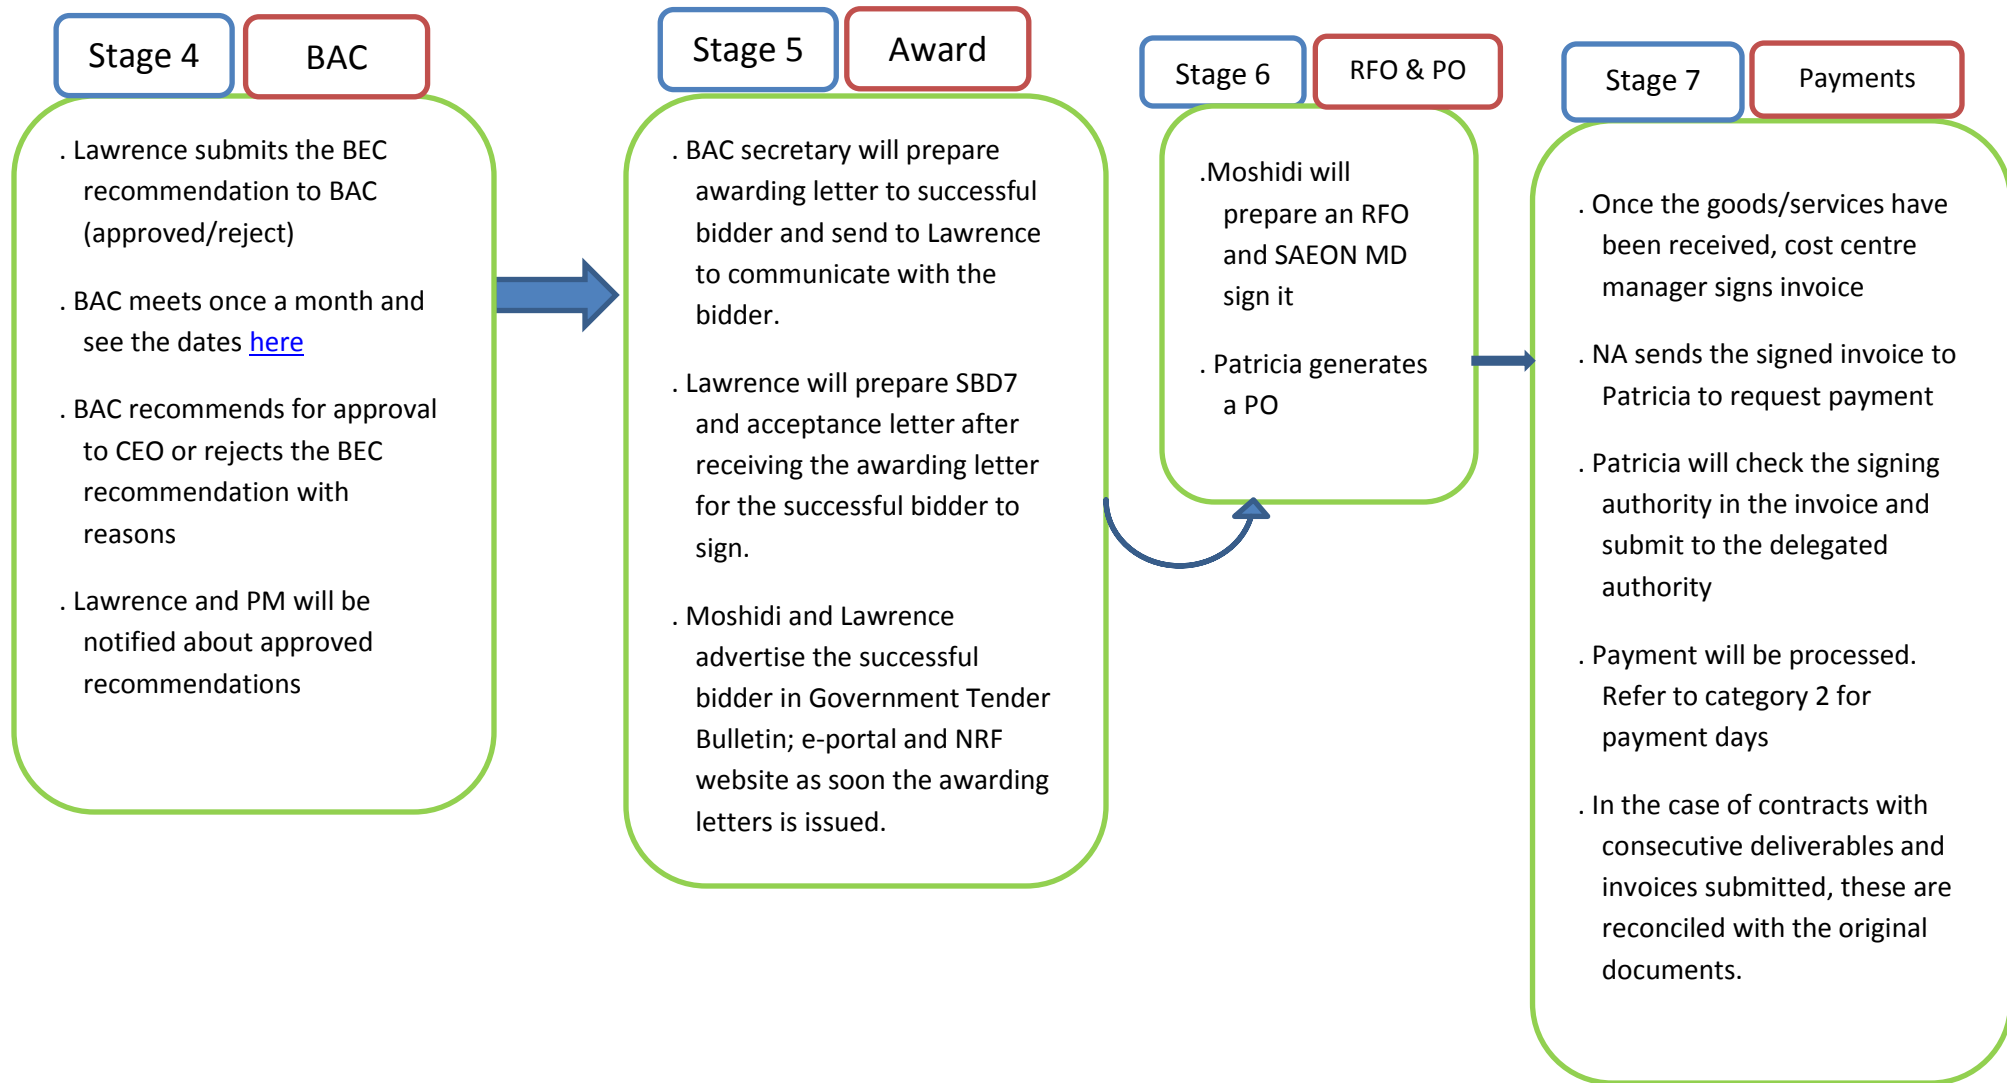 Stage 4
BAC
. Lawrence submits the BEC
recommendation to BAC
(approved/reject)
. BAC meets once a month and
see the dates here
. BAC recommends for approval
to CEO or rejects the BEC
recommendation with
reasons
. Lawrence and PM will be
notified about approved
recommendations
Stage 5
Award
. BAC secretary will prepare
awarding letter to successful
bidder and send to Lawrence
to communicate with the
bidder.
. Lawrence will prepare SBD7
and acceptance letter after
receiving the awarding letter
for the successful bidder to
sign.
. Moshidi and Lawrence
advertise the successful
bidder in Government Tender
Bulletin; e-portal and NRF
website as soon the awarding
letters is issued.
Stage 6
RFO & PO
.Moshidi will
prepare an RFO
and SAEON MD
sign it
. Patricia generates
a PO
Stage 7
Payments
. Once the goods/services have
been received, cost centre
manager signs invoice
. NA sends the signed invoice to
Patricia to request payment
. Patricia will check the signing
authority in the invoice and
submit to the delegated
authority
. Payment will be processed.
Refer to category 2 for
payment days
. In the case of contracts with
consecutive deliverables and
invoices submitted, these are
reconciled with the original
documents.